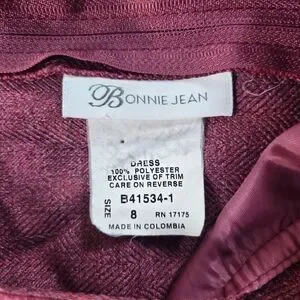 BONNIE JEAN
DRESS
100% POLYESTER
EXCLUSIVE OF TRIM
CARE ON REVERSE
B41534-1
SIZE 8 RN 17175
MADE IN COLOMBIA